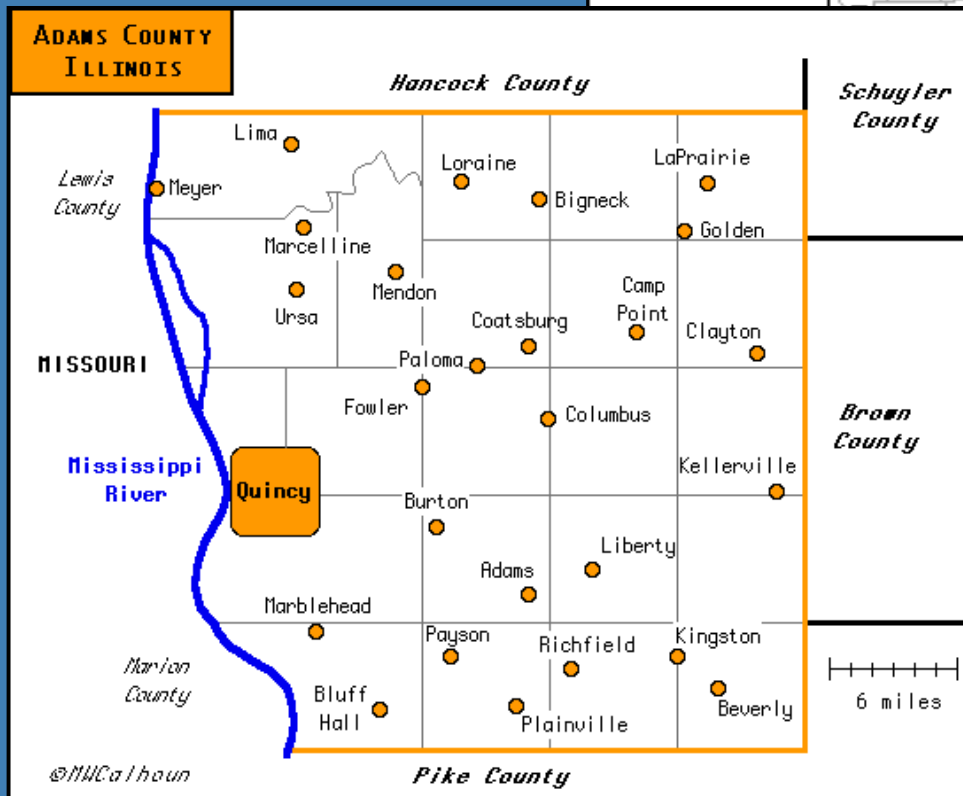 ADAMS COUNTY
ILLINOIS
Hancock County
Schuyler
County
Lima
Loraine
LaPrairie
Lewis
County
Meyer
Bigneck
Golden
Marcelline
Mendon
Ursa
Camp
Point
Coatsburg
Clayton
MISSOURI
Paloma
Fowler
Columbus
Brown
County
Mississippi
River
Quincy
Kellerville
Burton
Liberty
Adams
Marblehead
Payson
Richfield
Kingston
Marion
County
Bluff
Hall
Plainville
Beverly
6 miles
©MWCalhoun
Pike County